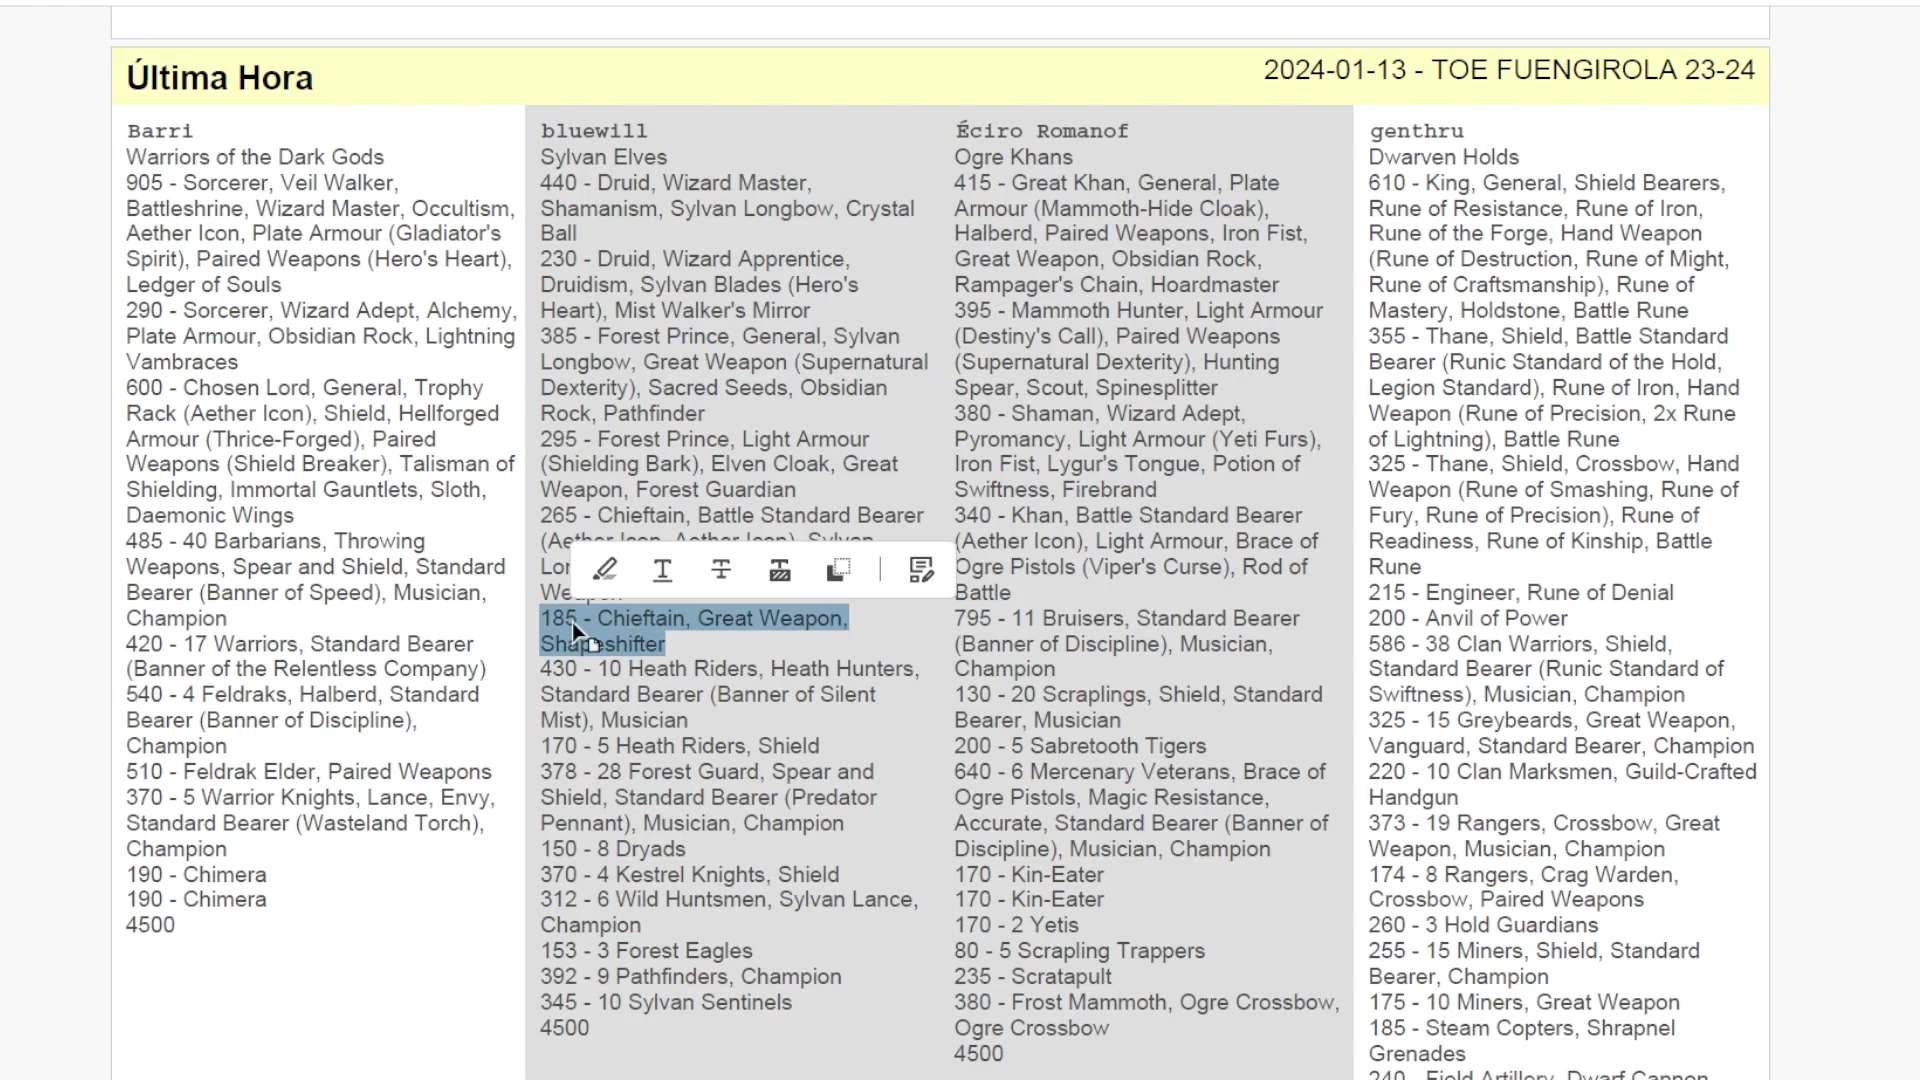 Última Hora
2024-01-13 - TOE FUENGIROLA 23-24
Barri
Warriors of the Dark Gods
905 - Sorcerer, Veil Walker,
Battleshrine, Wizard Master, Occultism,
Aether Icon, Plate Armour (Gladiator's
Spirit), Paired Weapons (Hero's Heart),
Ledger of Souls
290 - Sorcerer, Wizard Adept, Alchemy,
Plate Armour, Obsidian Rock, Lightning
Vambraces
600 - Chosen Lord, General, Trophy
Rack (Aether Icon), Shield, Hellforged
Armour (Thrice-Forged), Paired
Weapons (Shield Breaker), Talisman of
Shielding, Immortal Gauntlets, Sloth,
Daemonic Wings
485 - 40 Barbarians, Throwing
Weapons, Spear and Shield, Standard
Bearer (Banner of Speed), Musician,
Champion
420 - 17 Warriors, Standard Bearer
(Banner of the Relentless Company)
540 - 4 Feldraks, Halberd, Standard
Bearer (Banner of Discipline),
Champion
510 - Feldrak Elder, Paired Weapons
370 - 5 Warrior Knights, Lance, Envy,
Standard Bearer (Wasteland Torch),
Champion
190 - Chimera
190 - Chimera
4500
bluewill
Sylvan Elves
440 - Druid, Wizard Master,
Shamanism, Sylvan Longbow, Crystal
Ball
230 - Druid, Wizard Apprentice,
Druidism, Sylvan Blades (Hero's
Heart), Mist Walker's Mirror
385 - Forest Prince, General, Sylvan
Longbow, Great Weapon (Supernatural
Dexterity), Sacred Seeds, Obsidian
Rock, Pathfinder
295 - Forest Prince, Light Armour
(Shielding Bark), Elven Cloak, Great
Weapon, Forest Guardian
265 - Chieftain, Battle Standard Bearer
(Aether Icon, Aether Icon), Sylvan
Weapon
185 - Chieftain, Great Weapon,
Shapeshifter
430 - 10 Heath Riders, Heath Hunters,
Standard Bearer (Banner of Silent
Mist), Musician
170 - 5 Heath Riders, Shield
378 - 28 Forest Guard, Spear and
Shield, Standard Bearer (Predator
Pennant), Musician, Champion
150 - 8 Dryads
370 - 4 Kestrel Knights, Shield
312 - 6 Wild Huntsmen, Sylvan Lance,
Champion
153 - 3 Forest Eagles
392 - 9 Pathfinders, Champion
345 - 10 Sylvan Sentinels
4500
Éciro Romanof
Ogre Khans
415 - Great Khan, General, Plate
Armour (Mammoth-Hide Cloak),
Halberd, Paired Weapons, Iron Fist,
Great Weapon, Obsidian Rock,
Rampager's Chain, Hoardmaster
395 - Mammoth Hunter, Light Armour
(Destiny's Call), Paired Weapons
(Supernatural Dexterity), Hunting
Spear, Scout, Spinesplitter
380 - Shaman, Wizard Adept,
Pyromancy, Light Armour (Yeti Furs),
Iron Fist, Lygur's Tongue, Potion of
Swiftness, Firebrand
340 - Khan, Battle Standard Bearer
(Aether Icon), Light Armour, Brace of
Ogre Pistols (Viper's Curse), Rod of
Battle
795 - 11 Bruisers, Standard Bearer
(Banner of Discipline), Musician,
Champion
130 - 20 Scraplings, Shield, Standard
Bearer, Musician
200 - 5 Sabretooth Tigers
640 - 6 Mercenary Veterans, Brace of
Ogre Pistols, Magic Resistance,
Accurate, Standard Bearer (Banner of
Discipline), Musician, Champion
170 - Kin-Eater
170 - Kin-Eater
170 - 2 Yetis
80 - 5 Scrapling Trappers
235 - Scratapult
380 - Frost Mammoth, Ogre Crossbow,
Ogre Crossbow
4500
genthru
Dwarven Holds
610 - King, General, Shield Bearers,
Rune of Resistance, Rune of Iron,
Rune of the Forge, Hand Weapon
(Rune of Destruction, Rune of Might,
Rune of Craftsmanship), Rune of
Mastery, Holdstone, Battle Rune
355 - Thane, Shield, Battle Standard
Bearer (Runic Standard of the Hold,
Legion Standard), Rune of Iron, Hand
Weapon (Rune of Precision, 2x Rune
of Lightning), Battle Rune
325 - Thane, Shield, Crossbow, Hand
Weapon (Rune of Smashing, Rune of
Fury, Rune of Precision), Rune of
Readiness, Rune of Kinship, Battle
Rune
215 - Engineer, Rune of Denial
200 - Anvil of Power
586 - 38 Clan Warriors, Shield,
Standard Bearer (Runic Standard of
Swiftness), Musician, Champion
325 - 15 Greybeards, Great Weapon,
Vanguard, Standard Bearer, Champion
220 - 10 Clan Marksmen, Guild-Crafted
Handgun
373 - 19 Rangers, Crossbow, Great
Weapon, Musician, Champion
174 - 8 Rangers, Crag Warden,
Crossbow, Paired Weapons
260 - 3 Hold Guardians
255 - 15 Miners, Shield, Standard
Bearer, Champion
175 - 10 Miners, Great Weapon
185 - Steam Copters, Shrapnel
Grenades
240 - Field Artillery, Dwarf Cannon